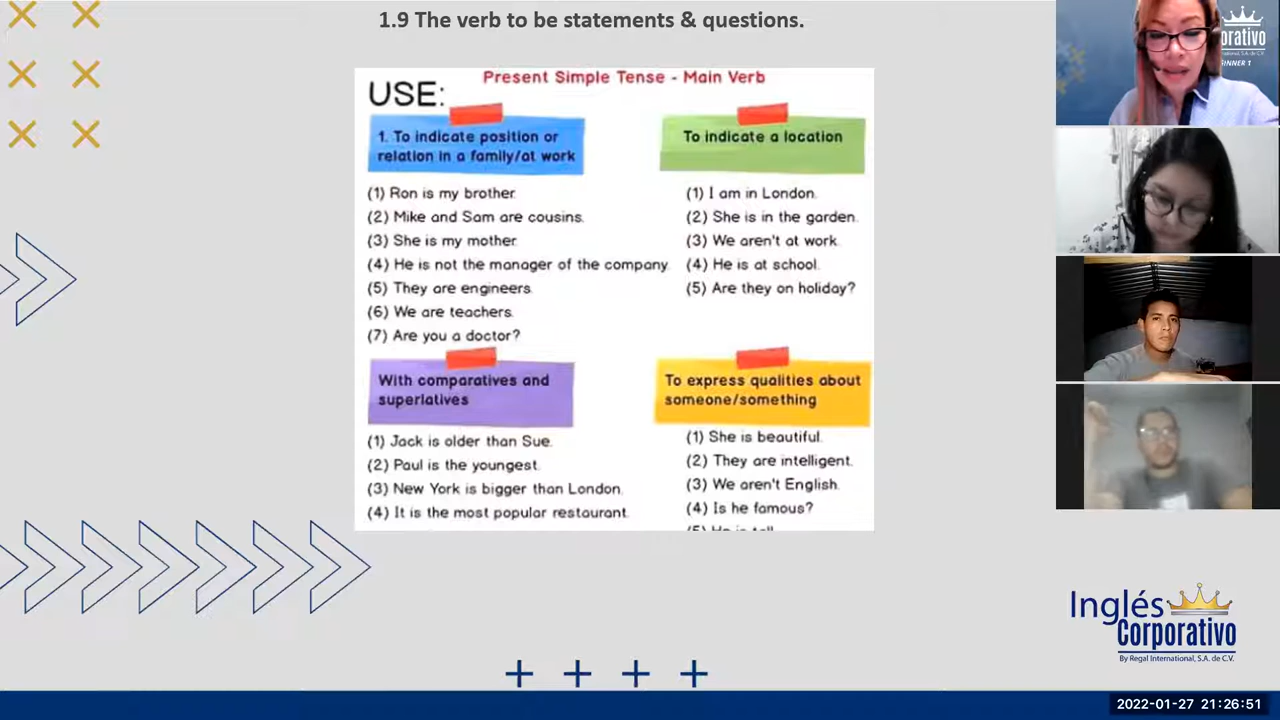 1.9 The verb to be statements & questions.
Present Simple Tense - Main Verb
USE:
1. To indicate position or
relation in a family/at work
(1) Ron is my brother.
(2) Mike and Sam are cousins.
(3) She is my mother.
(4) He is not the manager of the company.
(5) They are engineers.
(6) We are teachers.
(7) Are you a doctor?
To indicate a location
(1) I am in London.
(2) She is in the garden.
(3) We aren't at work.
(4) He is at school.
(5) Are they on holiday?
With comparatives and
superlatives
(1) Jack is older than Sue.
(2) Paul is the youngest.
(3) New York is bigger than London.
(4) It is the most popular restaurant.
To express qualities about
someone/something
(1) She is beautiful.
(2) They are intelligent.
(3) We aren't English.
(4) Is he famous?
(5) He is tall.
Inglés
Corporativo
By Regal International, S.A. de C.V.
2022-01-27 21:26:51